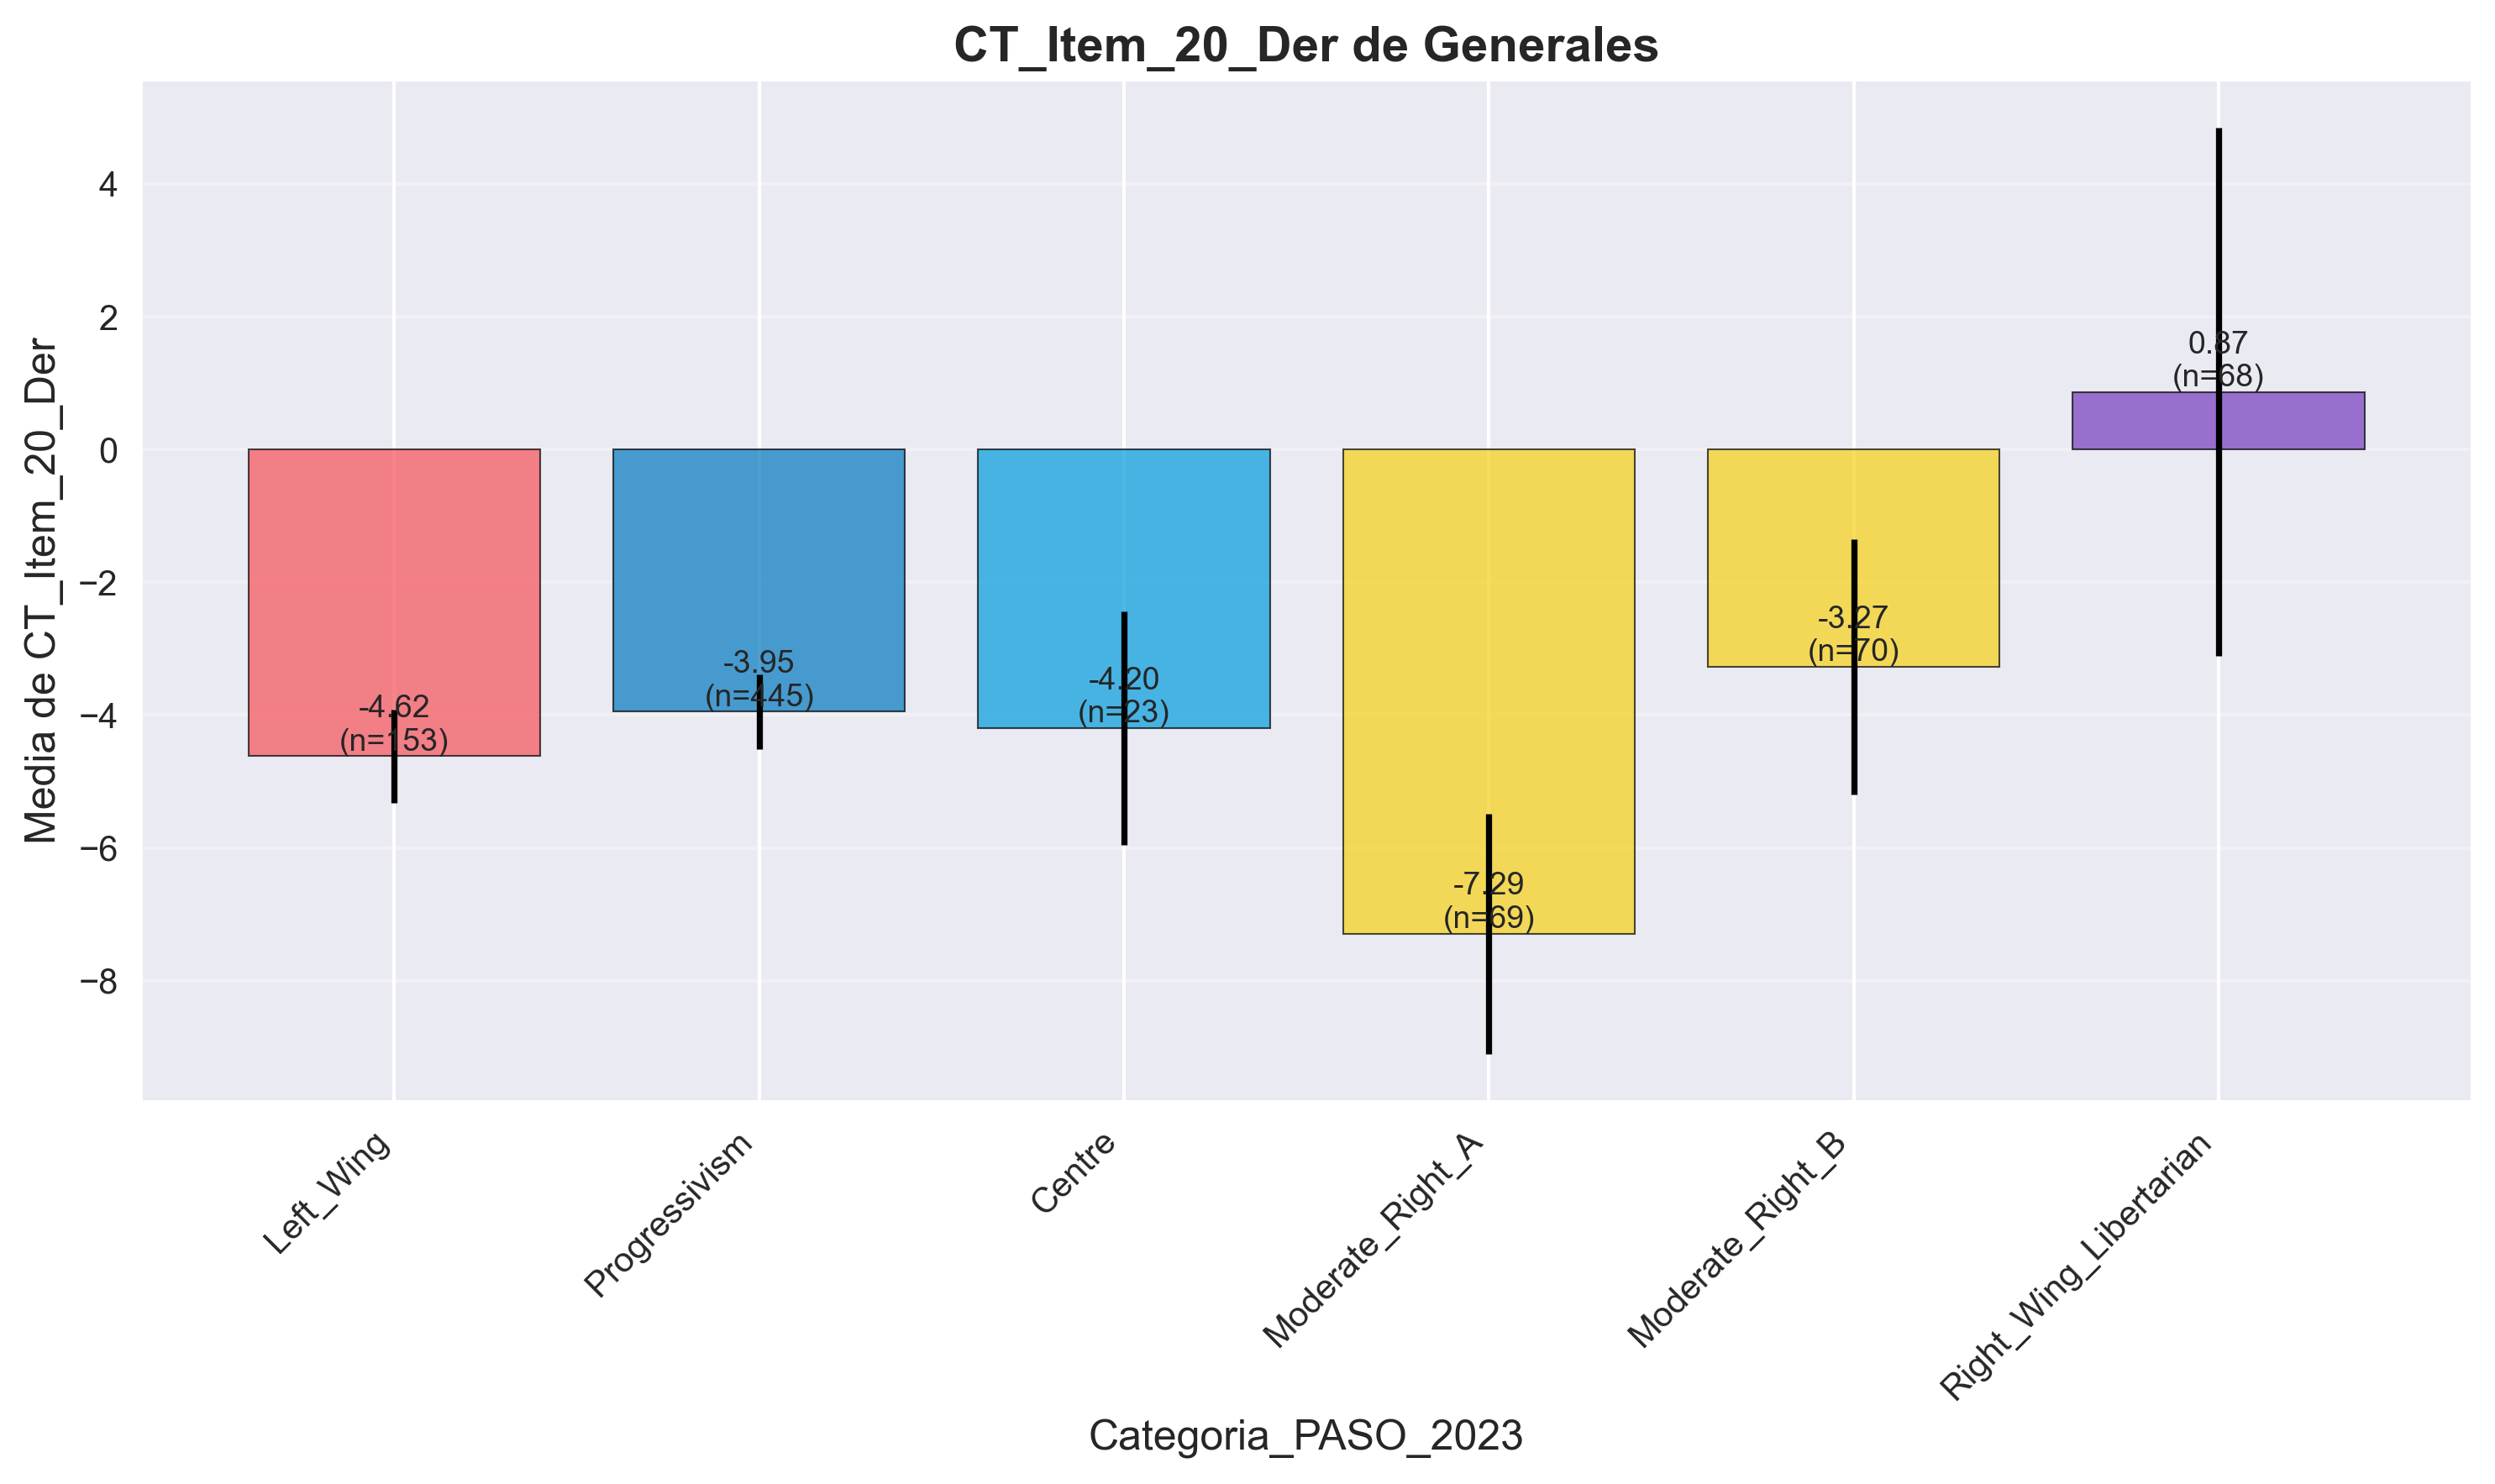 CT_Item_20_Der de Generales
Media de CT_Item_20_Der
4
2
0
−2
−4
−6
−8
-4.62
(n=153)
-3.95
(n=445)
-4.20
(n=23)
-7.29
(n=69)
-3.27
(n=70)
0.87
(n=68)
Left_Wing
Progressivism
Centre
Moderate_Right_A
Moderate_Right_B
Right_Wing_Libertarian
Categoria_PASO_2023